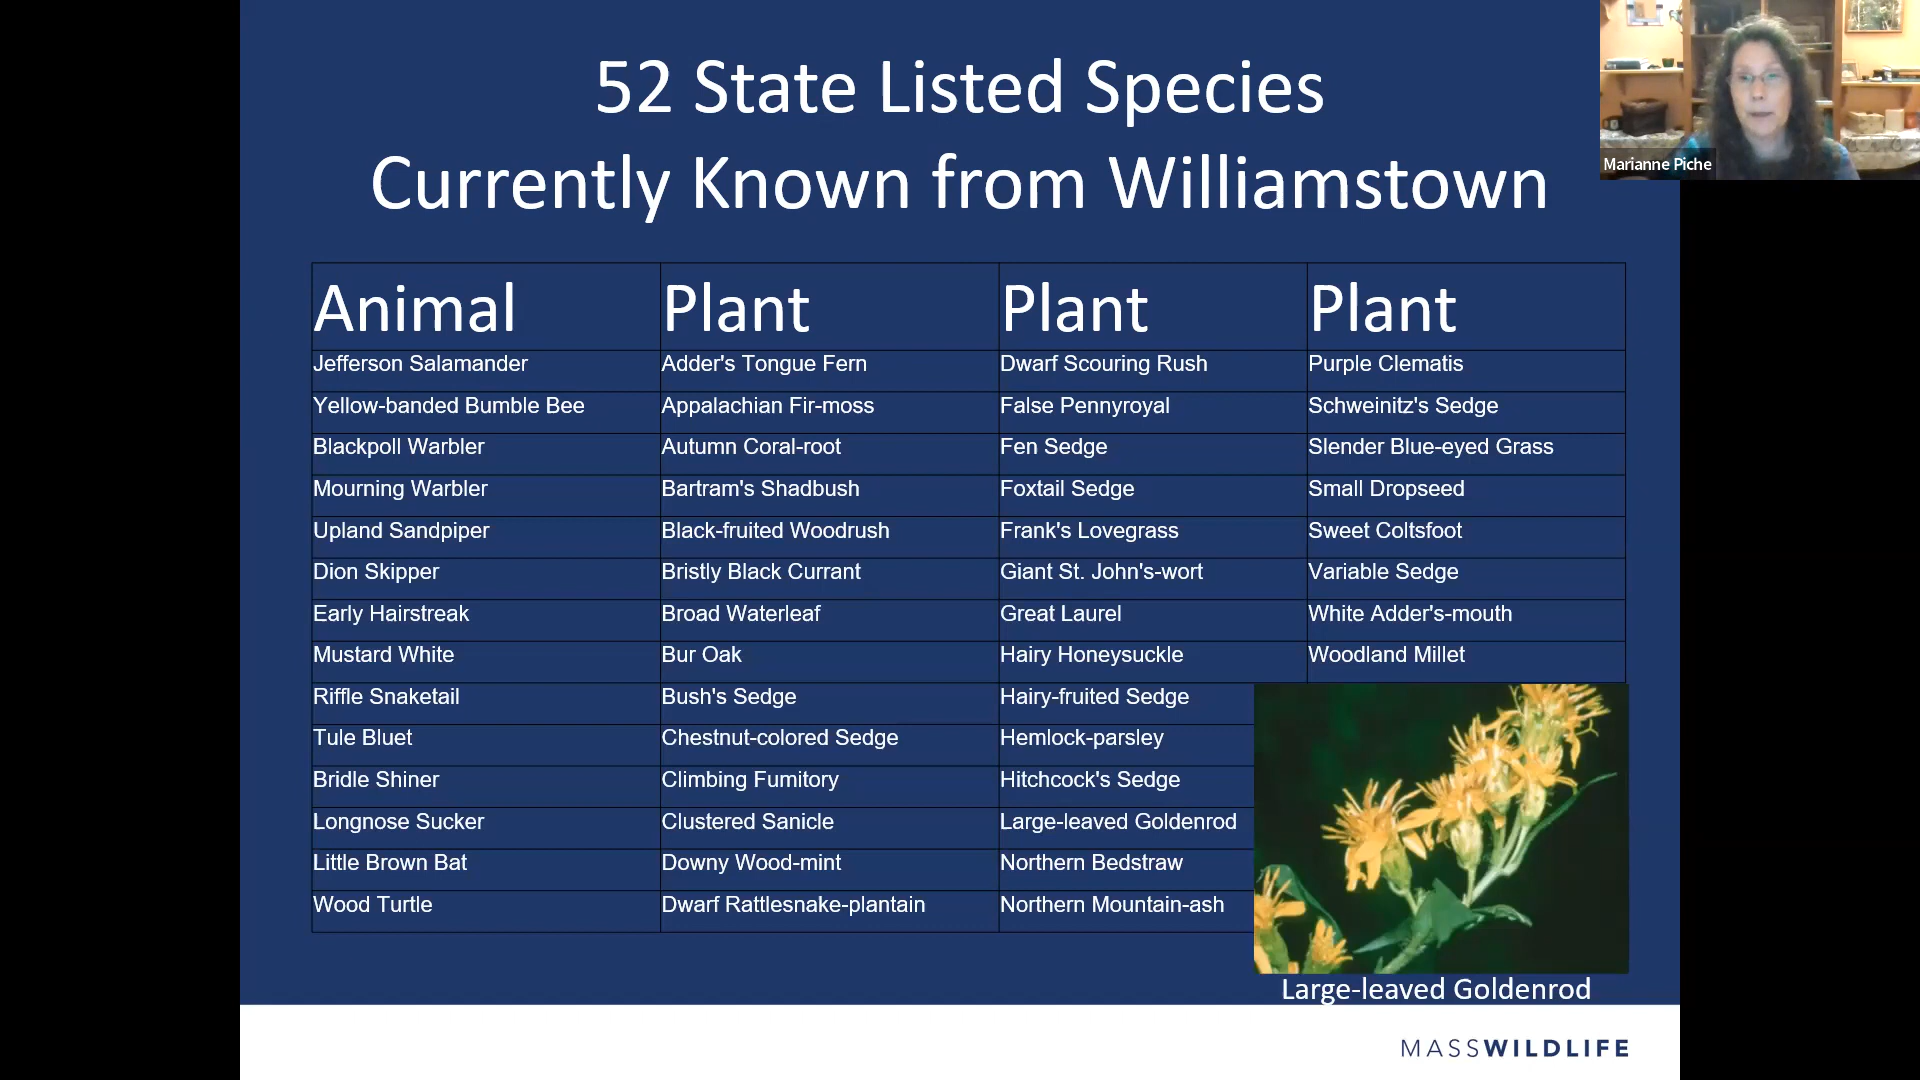 52 State Listed Species
Currently Known from Williamstown
Marianne Piche
Animal Plant Plant Plant
Jefferson Salamander Adder's Tongue Fern Dwarf Scouring Rush Purple Clematis
Yellow-banded Bumble Bee Appalachian Fir-moss False Pennyroyal Schweinitz's Sedge
Blackpoll Warbler Autumn Coral-root Fen Sedge Slender Blue-eyed Grass
Mourning Warbler Bartram's Shadbush Foxtail Sedge Small Dropseed
Upland Sandpiper Black-fruited Woodrush Frank's Lovegrass Sweet Coltsfoot
Dion Skipper Bristly Black Currant Giant St. John's-wort Variable Sedge
Early Hairstreak Broad Waterleaf Great Laurel White Adder's-mouth
Mustard White Bur Oak Hairy Honeysuckle Woodland Millet
Riffle Snaketail Bush's Sedge Hairy-fruited Sedge
Tule Bluet Chestnut-colored Sedge Hemlock-parsley
Bridle Shiner Climbing Fumitory Hitchcock's Sedge
Longnose Sucker Clustered Sanicle Large-leaved Goldenrod
Little Brown Bat Downy Wood-mint Northern Bedstraw
Wood Turtle Dwarf Rattlesnake-plantain Northern Mountain-ash
Large-leaved Goldenrod
MASSWILDLIFE